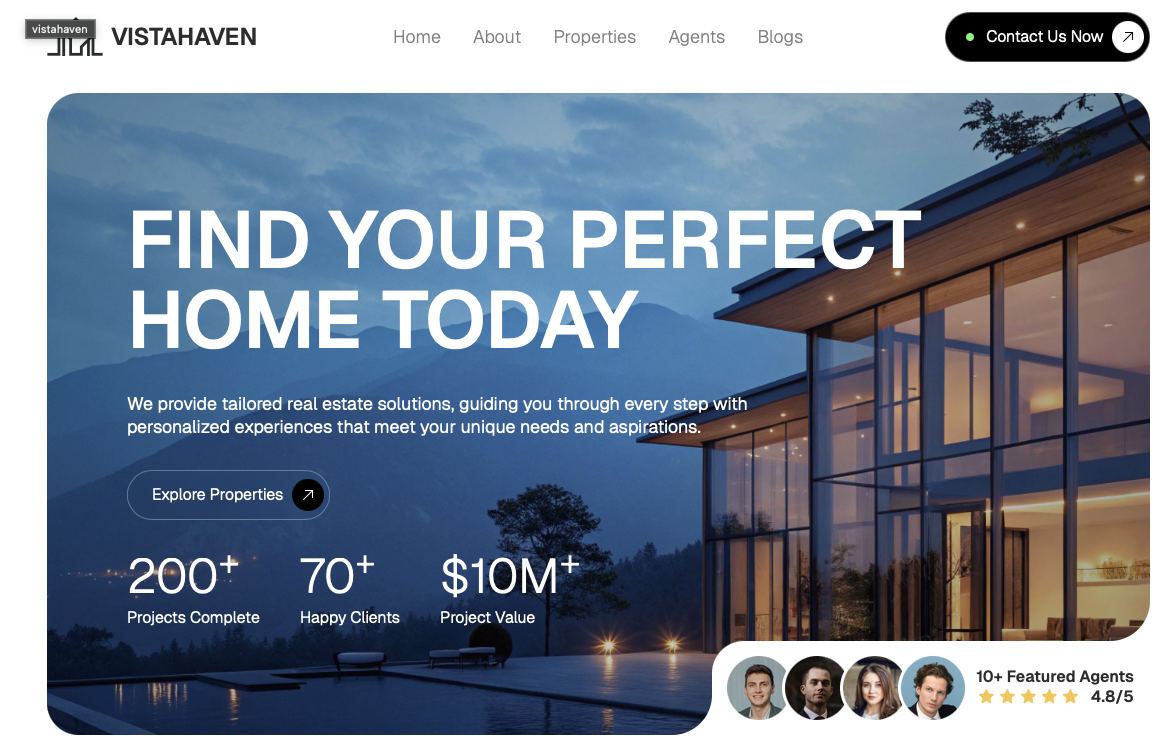 vistahaven
VISTAHAVEN
Home
About
Properties
Agents
Blogs
Contact Us Now
FIND YOUR PERFECT
HOME TODAY
We provide tailored real estate solutions, guiding you through every step with
personalized experiences that meet your unique needs and aspirations.
Explore Properties
200+
Projects Complete
70+
Happy Clients
$10M+
Project Value
10+ Featured Agents
4.8/5